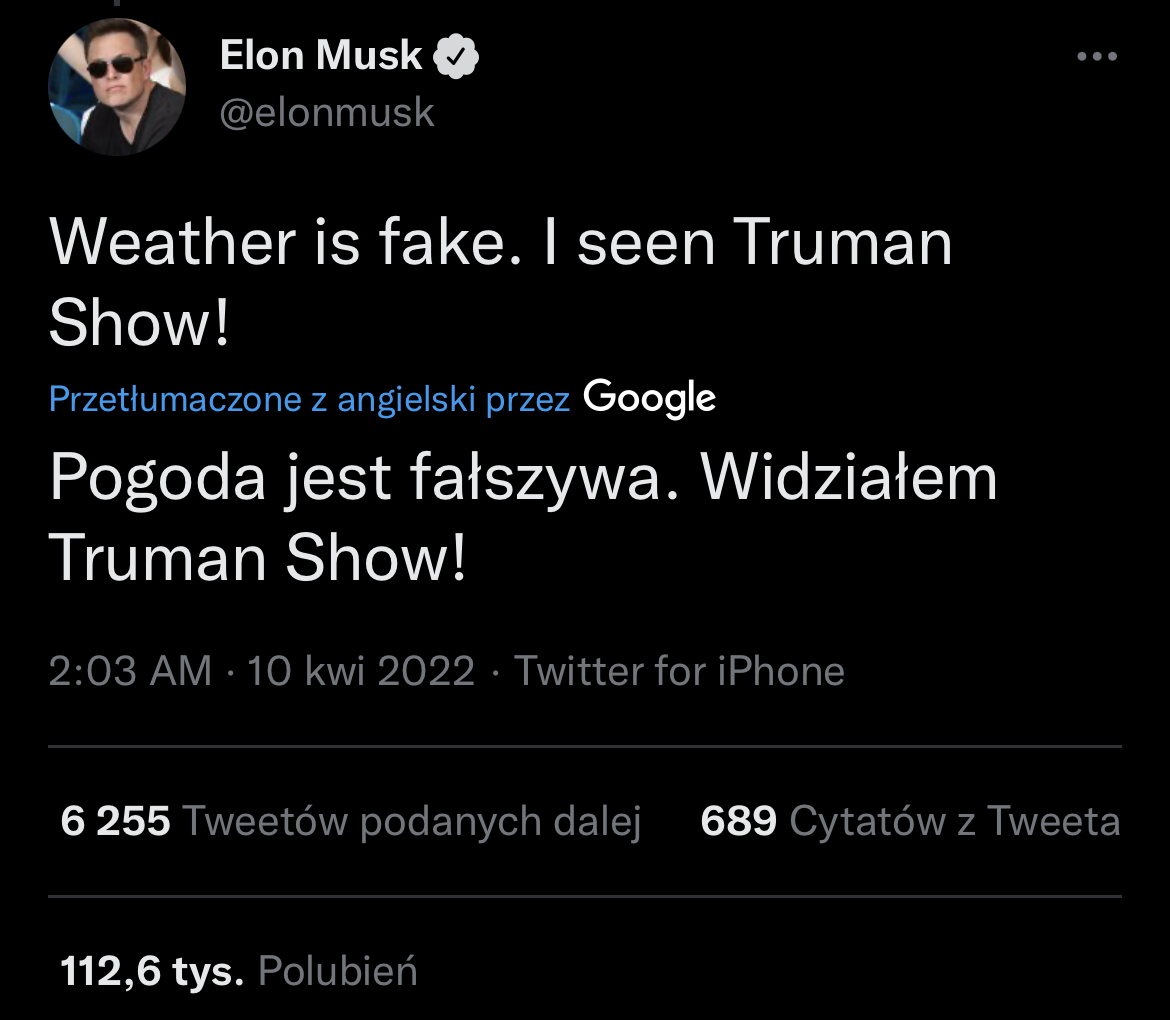 Elon Musk
@elonmusk
Weather is fake. I seen Truman
Show!
Przetłumaczone z angielski przez Google
Pogoda jest fałszywa. Widziałem
Truman Show!
2:03 AM · 10 kwi 2022 · Twitter for iPhone
6 255 Tweetów podanych dalej 689 Cytatów z Tweeta
112,6 tys. Polubień